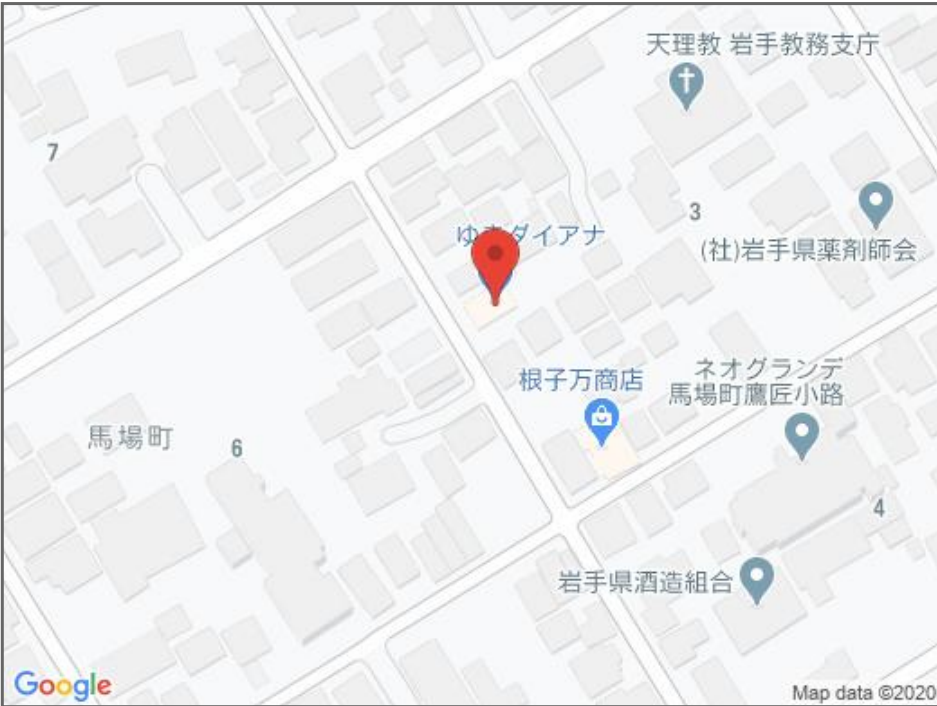 天理教 岩手教務支庁
7
3
ダイアナ
(社)岩手県薬剤師会
根子万商店
ネオグランデ
馬場町鷹匠小路
馬場町
6
4
岩手県酒造組合
Google
Map data ©2020